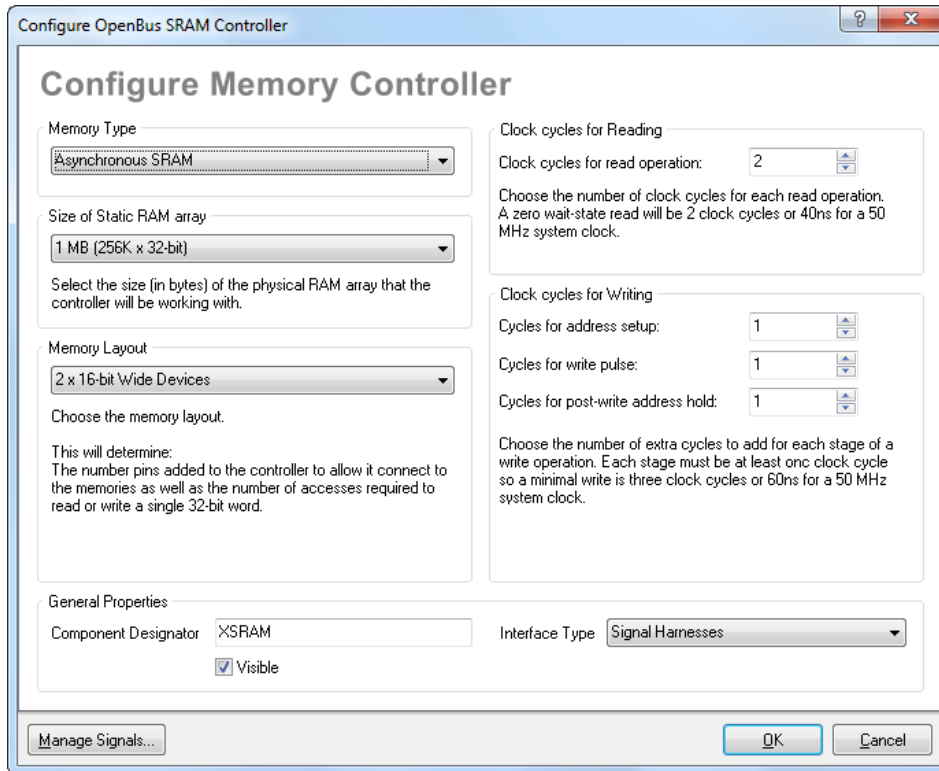 Configure OpenBus SRAM Controller
?
X
Configure Memory Controller
Memory Type
Asynchronous SRAM
Size of Static RAM array
1 MB (256K x 32-bit)
Select the size (in bytes) of the physical RAM array that the
controller will be working with.
Memory Layout
2 x 16-bit Wide Devices
Choose the memory layout.
This will determine:
The number pins added to the controller to allow it connect to
the memories as well as the number of accesses required to
read or write a single 32-bit word.
Clock cycles for Reading
Clock cycles for read operation: 2
Choose the number of clock cycles for each read operation.
A zero wait-state read will be 2 clock cycles or 40ns for a 50
MHz system clock.
Clock cycles for Writing
Cycles for address setup: 1
Cycles for write pulse: 1
Cycles for post-write address hold: 1
Choose the number of extra cycles to add for each stage of a
write operation. Each stage must be at least onc clock cycle
so a minimal write is three clock cycles or 60ns for a 50 MHz
system clock.
General Properties
Component Designator XSRAM
Visible
Interface Type Signal Harnesses
Manage Signals...
OK
Cancel